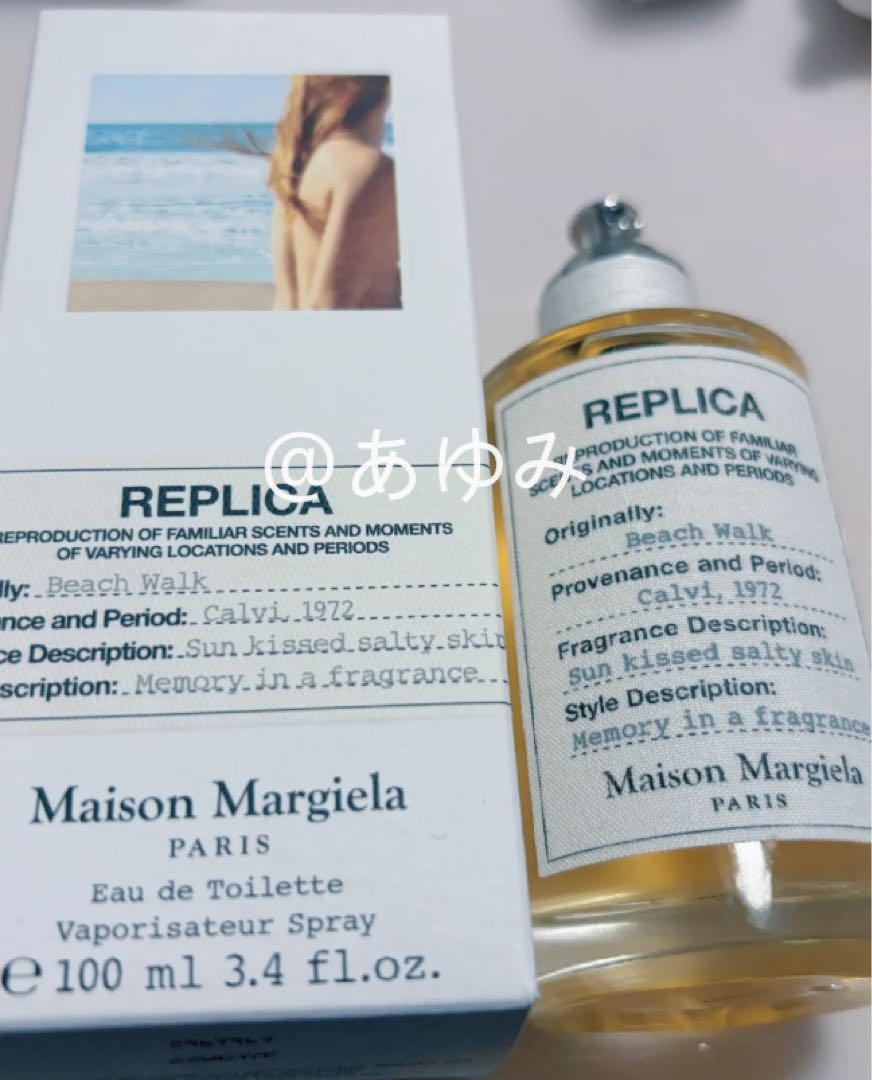 REPLICA
REPRODUCTION OF FAMILIAR SCENTS AND MOMENTS
OF VARYING LOCATIONS AND PERIODS
lly: Beach Walk
nce and Period: Calvi, 1972
ce Description: Sun kissed salty skin
scription: Memory in a fragrance
Maison Margiela
PARIS
Eau de Toilette
Vaporisateur Spray
℮ 100 ml 3.4 fl.oz.
@あゆみ
REPLICA
REPRODUCTION OF FAMILIAR
SCENTS AND MOMENTS OF VARYING
LOCATIONS AND PERIODS
Originally:
Beach Walk
Provenance and Period:
Calvi, 1972
Fragrance Description:
Sun kissed salty skin
Style Description:
Memory in a fragrance
Maison Margiela
PARIS